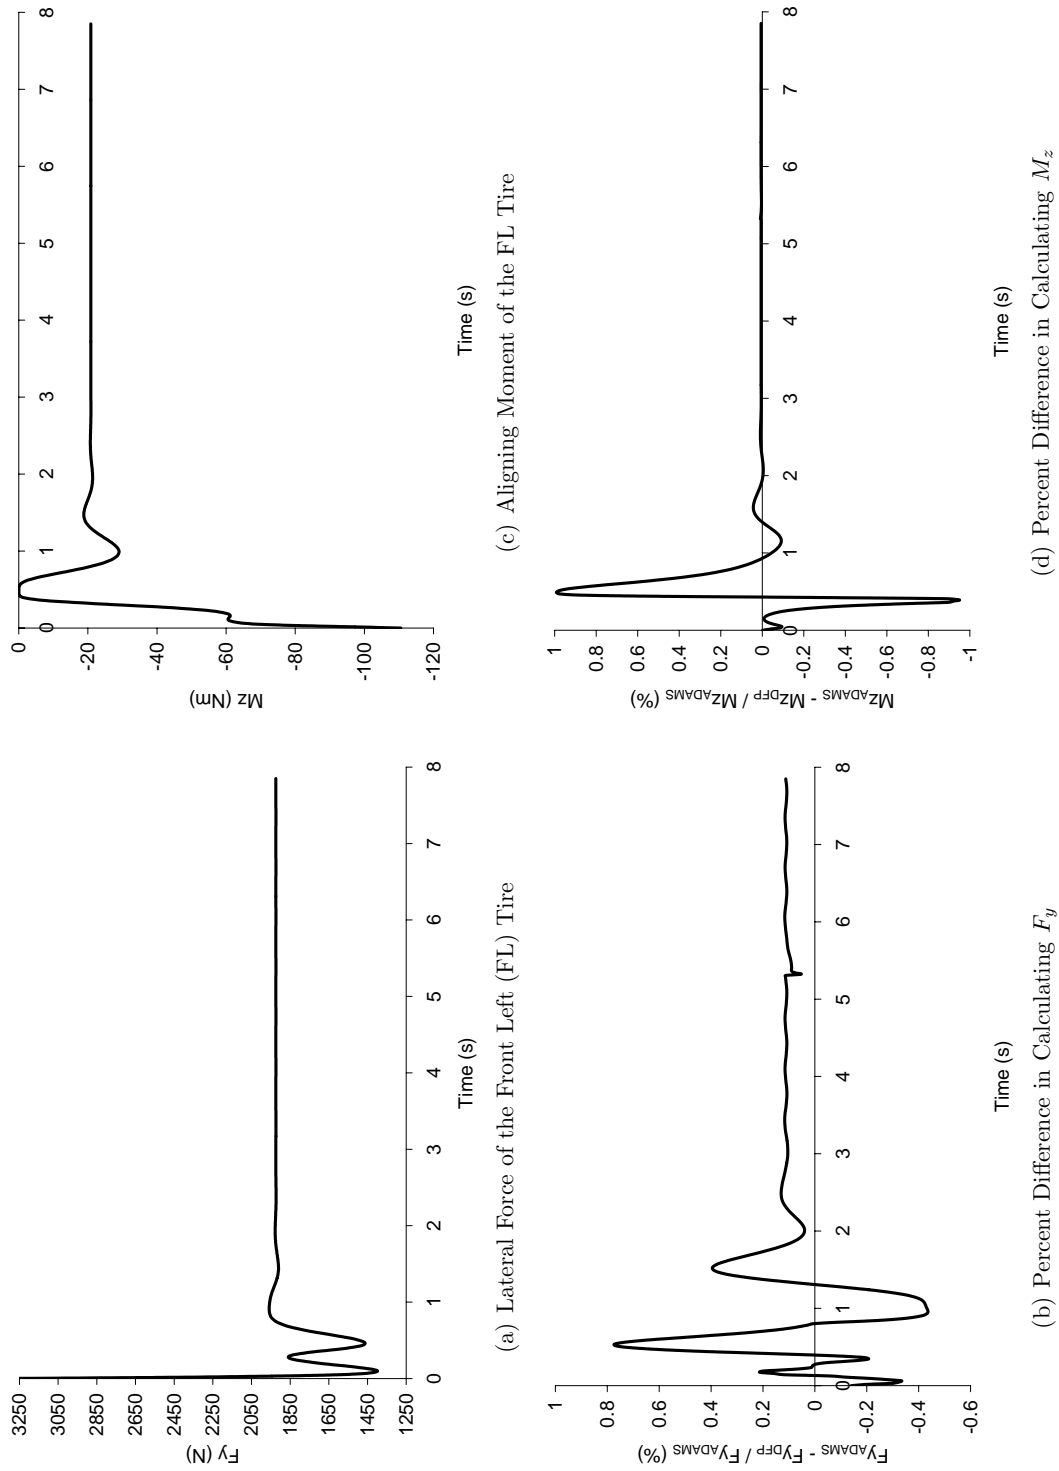 3250
3050
2850
2650
2450
2250
2050
1850
1650
1450
1250
0 1 2 3 4 5 6 7 8
Fy (N)
Time (s)
(a) Lateral Force of the Front Left (FL) Tire
1
0.8
0.6
0.4
0.2
0
-0.2
-0.4
-0.6
0 1 2 3 4 5 6 7 8
FyADAMS - FyDFP / FyADAMS (%)
Time (s)
(b) Percent Difference in Calculating Fy
0
-20
-40
-60
-80
-100
-120
0 1 2 3 4 5 6 7 8
Mz (Nm)
Time (s)
(c) Aligning Moment of the FL Tire
1
0.8
0.6
0.4
0.2
0
-0.2
-0.4
-0.6
-0.8
-1
0 1 2 3 4 5 6 7 8
MzADAMS - MzDFP / MzADAMS (%)
Time (s)
(d) Percent Difference in Calculating Mz